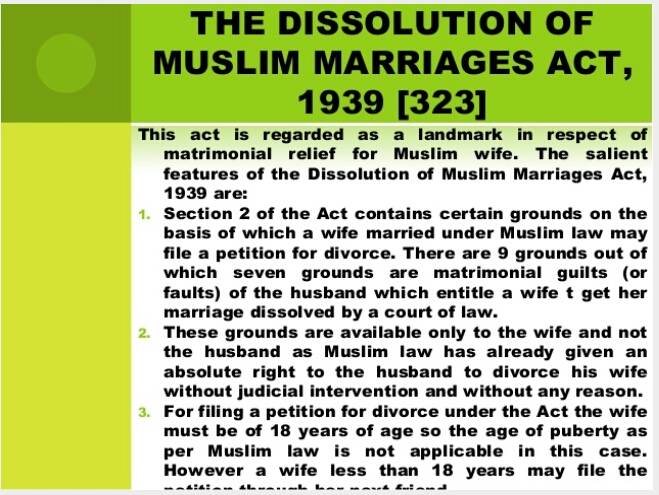 THE DISSOLUTION OF
MUSLIM MARRIAGES ACT,
1939 [323]
This act is regarded as a landmark in respect of
matrimonial relief for Muslim wife. The salient
features of the Dissolution of Muslim Marriages Act,
1939 are:
1. Section 2 of the Act contains certain grounds on the
basis of which a wife married under Muslim law may
file a petition for divorce. There are 9 grounds out of
which seven grounds are matrimonial guilts (or
faults) of the husband which entitle a wife t get her
marriage dissolved by a court of law.
2. These grounds are available only to the wife and not
the husband as Muslim law has already given an
absolute right to the husband to divorce his wife
without judicial intervention and without any reason.
3. For filing a petition for divorce under the Act the wife
must be of 18 years of age so the age of puberty as
per Muslim law is not applicable in this case.
However a wife less than 18 years may file the
petition through her next friend